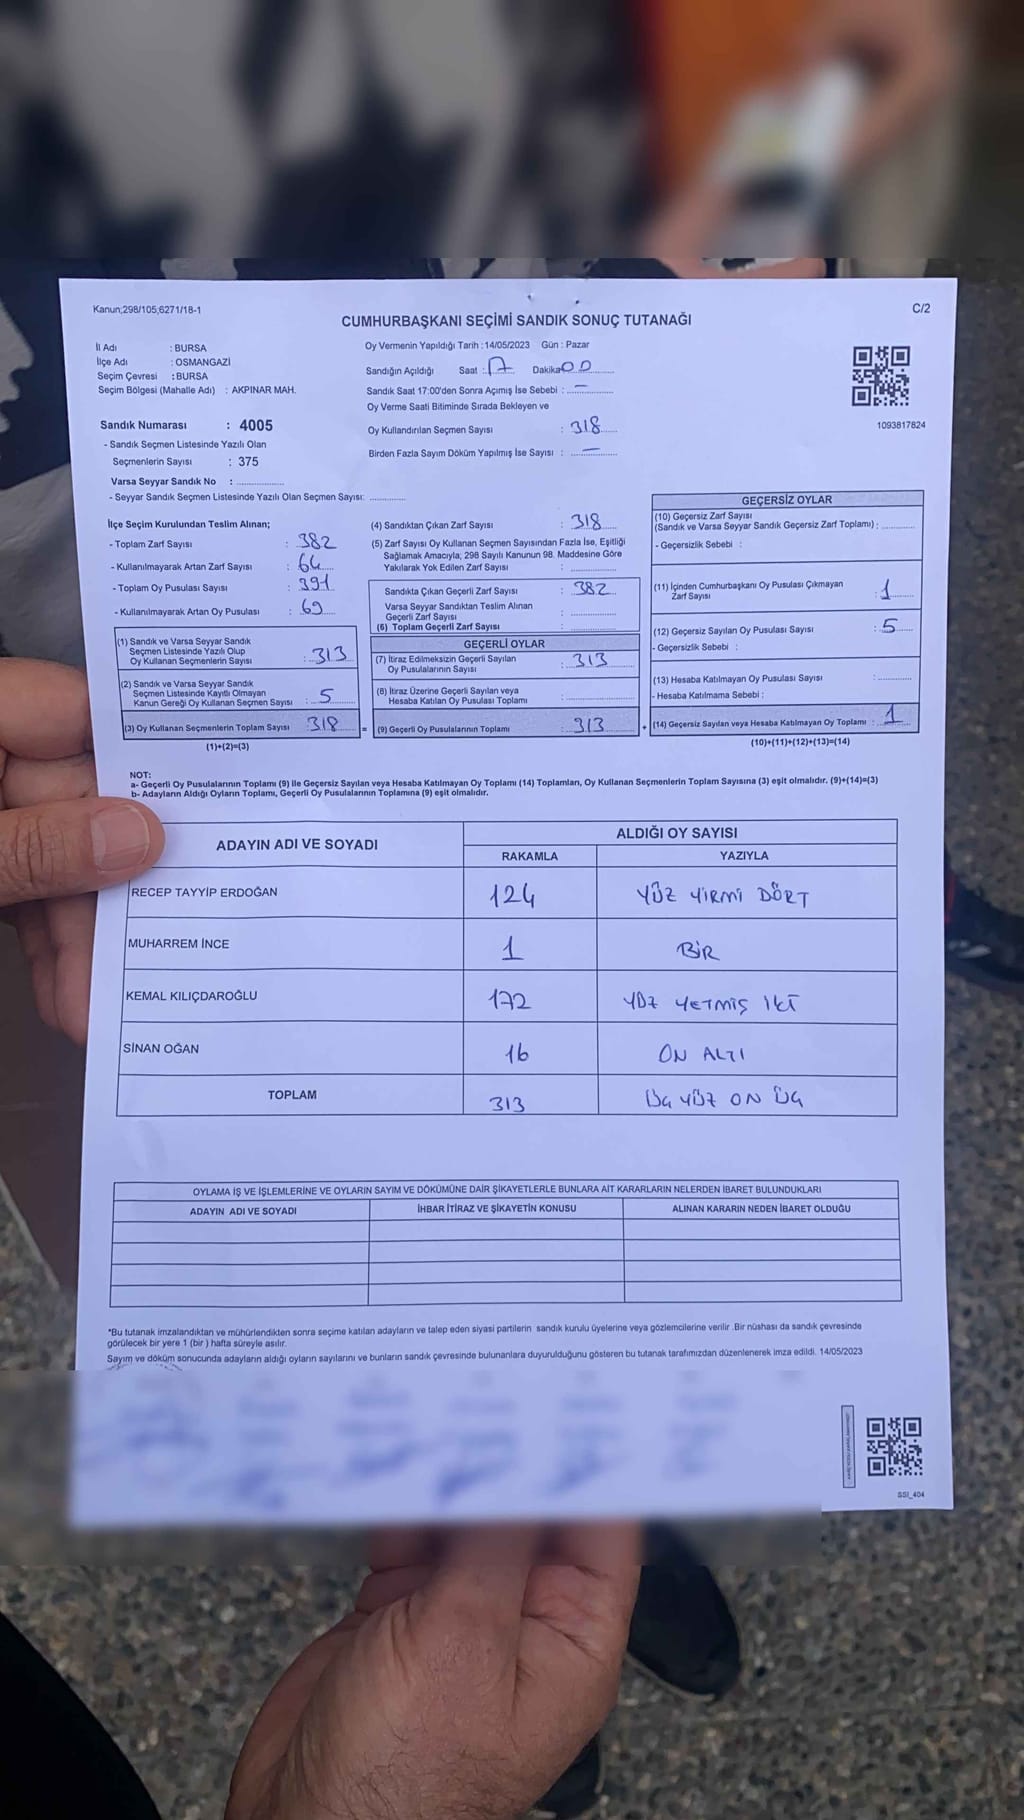 Kanun;298/105;6271/18-1
C/2
CUMHURBAŞKANI SEÇİMİ SANDIK SONUÇ TUTANAĞI
İl Adı : BURSA
İlçe Adı : OSMANGAZİ
Seçim Çevresi : BURSA
Seçim Bölgesi (Mahalle Adı) : AKPINAR MAH.
Oy Vermenin Yapıldığı Tarih : 14/05/2023 Gün : Pazar
Sandığın Açıldığı Saat : 17 Dakika 00
Sandık Saat 17:00'den Sonra Açımış İse Sebebi : —
Oy Verme Saati Bitiminde Sırada Bekleyen ve
Oy Kullandırılan Seçmen Sayısı : 318
Birden Fazla Sayım Döküm Yapılmış İse Sayısı : —
1093817824
Sandık Numarası : 4005
- Sandık Seçmen Listesinde Yazılı Olan
Seçmenlerin Sayısı : 375
Varsa Seyyar Sandık No :
- Seyyar Sandık Seçmen Listesinde Yazılı Olan Seçmen Sayısı:
İlçe Seçim Kurulundan Teslim Alınan;
- Toplam Zarf Sayısı : 382
- Kullanılmayarak Artan Zarf Sayısı : 64
- Toplam Oy Pusulası Sayısı : 391
- Kullanılmayarak Artan Oy Pusulası : 69
(1) Sandık ve Varsa Seyyar Sandık
Seçmen Listesinde Yazılı Olup
Oy Kullanan Seçmenlerin Sayısı : 313
(2) Sandık ve Varsa Seyyar Sandık
Seçmen Listesinde Kayıtlı Olmayan
Kanun Gereği Oy Kullanan Seçmen Sayısı : 5
(3) Oy Kullanan Seçmenlerin Toplam Sayısı : 318
(1)+(2)=(3)
(4) Sandıktan Çıkan Zarf Sayısı : 318
(5) Zarf Sayısı Oy Kullanan Seçmen Sayısından Fazla İse, Eşitliği
Sağlamak Amacıyla; 298 Sayılı Kanunun 98. Maddesine Göre
Yakılarak Yok Edilen Zarf Sayısı :
Sandıkta Çıkan Geçerli Zarf Sayısı : 382
Varsa Seyyar Sandıktan Teslim Alınan
Geçerli Zarf Sayısı :
(6) Toplam Geçerli Zarf Sayısı :
GEÇERLİ OYLAR
(7) İtiraz Edilmeksizin Geçerli Sayılan
Oy Pusulalarının Sayısı : 313
(8) İtiraz Üzerine Geçerli Sayılan veya
Hesaba Katılan Oy Pusulası Toplamı :
= (9) Geçerli Oy Pusulalarının Toplamı : 313 +
GEÇERSİZ OYLAR
(10) Geçersiz Zarf Sayısı
(Sandık ve Varsa Seyyar Sandık Geçersiz Zarf Toplamı) :
- Geçersizlik Sebebi :
(11) İçinden Cumhurbaşkanı Oy Pusulası Çıkmayan
Zarf Sayısı : 1
(12) Geçersiz Sayılan Oy Pusulası Sayısı : 5
- Geçersizlik Sebebi :
(13) Hesaba Katılmayan Oy Pusulası Sayısı :
- Hesaba Katılmama Sebebi :
(14) Geçersiz Sayılan veya Hesaba Katılmayan Oy Toplamı : 1
(10)+(11)+(12)+(13)=(14)
NOT:
a- Geçerli Oy Pusulalarının Toplamı (9) ile Geçersiz Sayılan veya Hesaba Katılmayan Oy Toplamı (14) Toplamları, Oy Kullanan Seçmenlerin Toplam Sayısına (3) eşit olmalıdır. (9)+(14)=(3)
b- Adayların Aldığı Oyların Toplamı, Geçerli Oy Pusulalarının Toplamına (9) eşit olmalıdır.
ADAYIN ADI VE SOYADI ALDIĞI OY SAYISI
RAKAMLA YAZIYLA
RECEP TAYYİP ERDOĞAN 124 YÜZ YİRMİ DÖRT
MUHARREM İNCE 1 BİR
KEMAL KILIÇDAROĞLU 172 YÜZ YETMİŞ İKİ
SİNAN OĞAN 16 ON ALTI
TOPLAM 313 ÜÇ YÜZ ON ÜÇ
OYLAMA İŞ VE İŞLEMLERİNE VE OYLARIN SAYIM VE DÖKÜMÜNE DAİR ŞİKAYETLERLE BUNLARA AİT KARARLARIN NELERDEN İBARET BULUNDUKLARI
ADAYIN ADI VE SOYADI İHBAR İTİRAZ VE ŞİKAYETİN KONUSU ALINAN KARARIN NEDEN İBARET OLDUĞU
*Bu tutanak imzalandıktan ve mühürlendikten sonra seçime katılan adayların ve talep eden siyasi partilerin sandık kurulu üyelerine veya gözlemcilerine verilir .Bir nüshası da sandık çevresinde
görülecek bir yere 1 (bir ) hafta süreyle asılır.
Sayım ve döküm sonucunda adayların aldığı oyların sayılarını ve bunların sandık çevresinde bulunanlara duyurulduğunu gösteren bu tutanak tarafımızdan düzenlenerek imza edildi. 14/05/2023
SSI_404